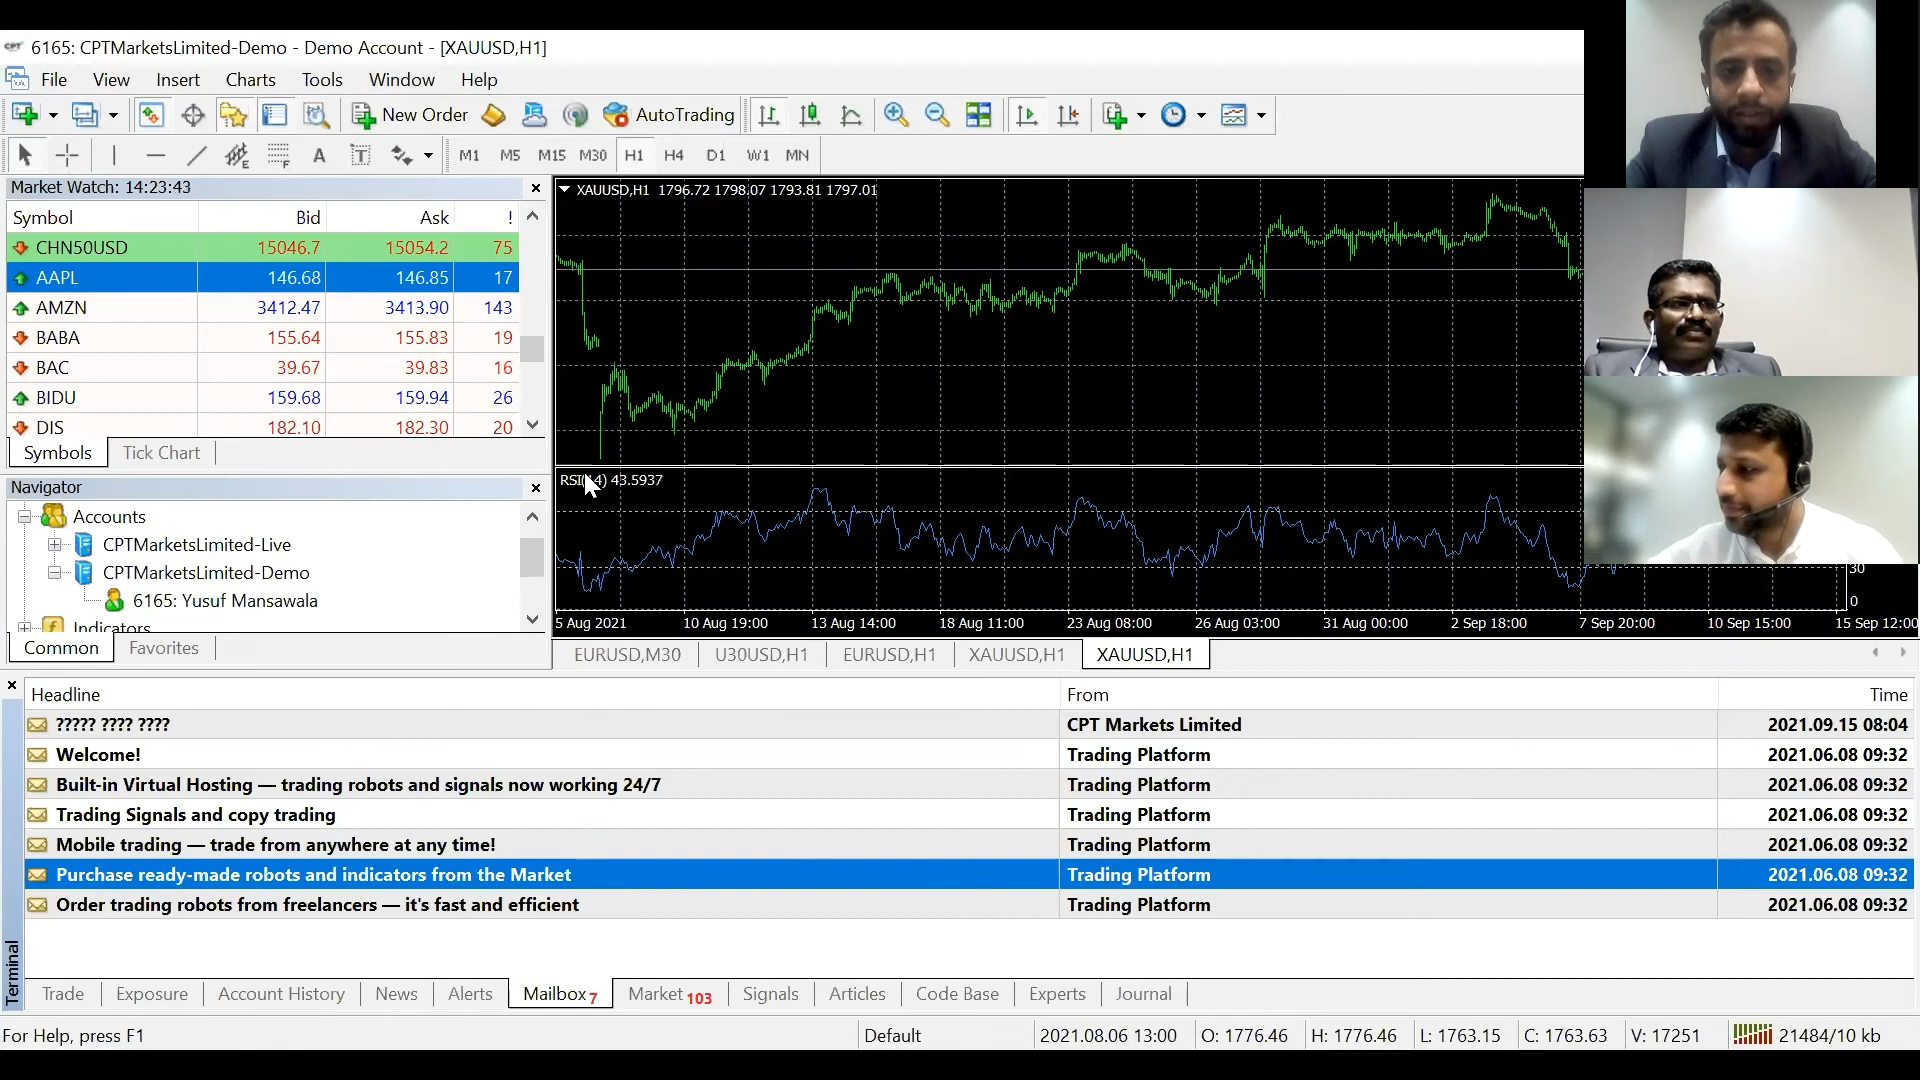 CPT 6165: CPTMarketsLimited-Demo - Demo Account - [XAUUSD,H1]
File View Insert Charts Tools Window Help
New Order AutoTrading
E F A T M1 M5 M15 M30 H1 H4 D1 W1 MN
Market Watch: 14:23:43
Symbol Bid Ask !
CHN50USD 15046.7 15054.2 75
AAPL 146.68 146.85 17
AMZN 3412.47 3413.90 143
BABA 155.64 155.83 19
BAC 39.67 39.83 16
BIDU 159.68 159.94 26
DIS 182.10 182.30 20
Symbols Tick Chart
Navigator
Accounts
CPTMarketsLimited-Live
CPTMarketsLimited-Demo
6165: Yusuf Mansawala
Indicators
Common Favorites
XAUUSD,H1 1796.72 1798.07 1793.81 1797.01
RSI(14) 43.5937
30
0
5 Aug 2021 10 Aug 19:00 13 Aug 14:00 18 Aug 11:00 23 Aug 08:00 26 Aug 03:00 31 Aug 00:00 2 Sep 18:00 7 Sep 20:00 10 Sep 15:00 15 Sep 12:00
EURUSD,M30 U30USD,H1 EURUSD,H1 XAUUSD,H1 XAUUSD,H1
Headline From Time
????? ???? ???? CPT Markets Limited 2021.09.15 08:04
Welcome! Trading Platform 2021.06.08 09:32
Built-in Virtual Hosting — trading robots and signals now working 24/7 Trading Platform 2021.06.08 09:32
Trading Signals and copy trading Trading Platform 2021.06.08 09:32
Mobile trading — trade from anywhere at any time! Trading Platform 2021.06.08 09:32
Purchase ready-made robots and indicators from the Market Trading Platform 2021.06.08 09:32
Order trading robots from freelancers — it's fast and efficient Trading Platform 2021.06.08 09:32
Terminal
Trade Exposure Account History News Alerts Mailbox 7 Market 103 Signals Articles Code Base Experts Journal
For Help, press F1 Default 2021.08.06 13:00 O: 1776.46 H: 1776.46 L: 1763.15 C: 1763.63 V: 17251 21484/10 kb